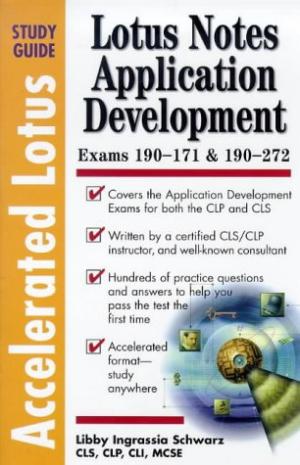 STUDY
GUIDE
Accelerated Lotus
Lotus Notes
Application
Development
Exams 190-171 & 190-272
Covers the Application Development
Exams for both the CLP and CLS
Written by a certified CLS/CLP
instructor, and well-known consultant
Hundreds of practice questions
and answers to help you
pass the test the
first time
Accelerated
format—
study
anywhere
Libby Ingrassia Schwarz
CLS, CLP, CLI, MCSE